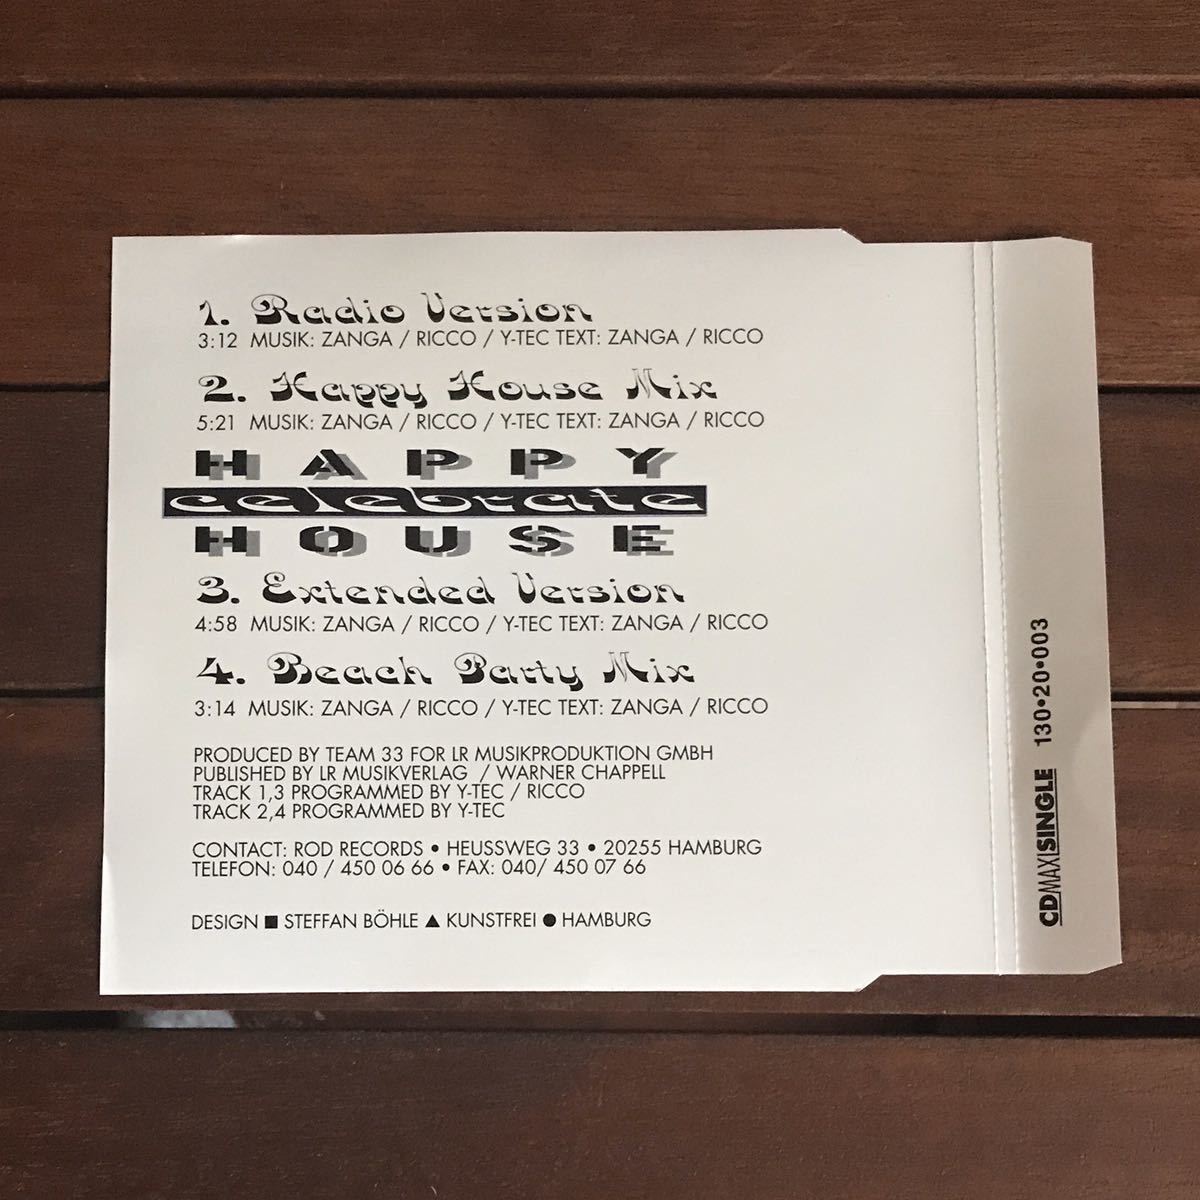 1. Radio Version
3:12 MUSIK: ZANGA / RICCO / Y-TEC TEXT: ZANGA / RICCO
2. Happy House Mix
5:21 MUSIK: ZANGA / RICCO / Y-TEC TEXT: ZANGA / RICCO
HAPPY
celebrate
HOUSE
3. Extended Version
4:58 MUSIK: ZANGA / RICCO / Y-TEC TEXT: ZANGA / RICCO
4. Beach Party Mix
3:14 MUSIK: ZANGA / RICCO / Y-TEC TEXT: ZANGA / RICCO
PRODUCED BY TEAM 33 FOR LR MUSIKPRODUKTION GMBH
PUBLISHED BY LR MUSIKVERLAG / WARNER CHAPPELL
TRACK 1,3 PROGRAMMED BY Y-TEC / RICCO
TRACK 2,4 PROGRAMMED BY Y-TEC
CONTACT: ROD RECORDS • HEUSSWEG 33 • 20255 HAMBURG
TELEFON: 040 / 450 06 66 • FAX: 040/ 450 07 66
DESIGN ■ STEFFAN BÖHLE ▲ KUNSTFREI ● HAMBURG
CDMAXISINGLE 130•20•003